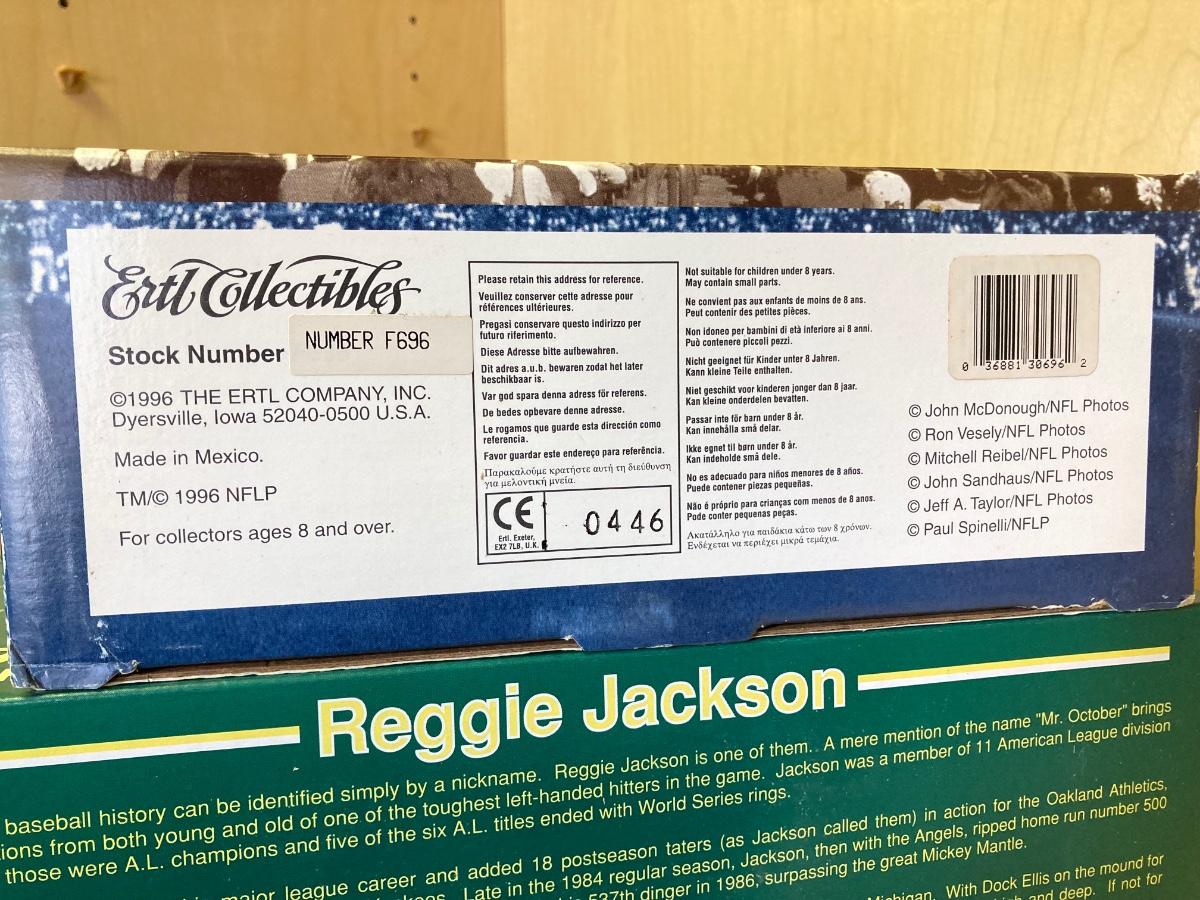 Ertl Collectibles
Stock Number
NUMBER F696
©1996 THE ERTL COMPANY, INC.
Dyersville, Iowa 52040-0500 U.S.A.
Made in Mexico.
TM/© 1996 NFLP
For collectors ages 8 and over.
Please retain this address for reference.
Veuillez conserver cette adresse pour
références ultérieures.
Pregasi conservare questo indirizzo per
futuro riferimento.
Diese Adresse bitte aufbewahren.
Dit adres a.u.b. bewaren zodat het later
beschikbaar is.
Var god spara denna adress för referens.
De bedes opbevare denne adresse.
Le rogamos que guarde esta dirección como
referencia.
Favor guardar este endereço para referência.
Παρακαλούμε κρατήστε αυτή τη διεύθυνση
για μελοντική μνεία.
CE
Ertl. Exeter,
EX2 7LB, U.K.
0446
Not suitable for children under 8 years.
May contain small parts.
Ne convient pas aux enfants de moins de 8 ans.
Peut contenir des petites pièces.
Non idoneo per bambini di età inferiore ai 8 anni.
Può contenere piccoli pezzi.
Nicht geeignet für Kinder unter 8 Jahren.
Kann kleine Teile enthalten.
Niet geschikt voor kinderen jonger dan 8 jaar.
Kan kleine onderdelen bevatten.
Passar inte för barn under 8 år.
Kan innehålla små delar.
Ikke egnet til børn under 8 år.
Kan indeholde små dele.
No es adecuado para niños menores de 8 años.
Puede contener piezas pequeñas.
Não é próprio para crianças com menos de 8 anos.
Pode conter pequenas peças.
Ακατάλληλο για παιδάκια κάτω των 8 χρόνων.
Ενδέχεται να περιέχει μικρά τεμάχια.
0 36881 30696 2
© John McDonough/NFL Photos
© Ron Vesely/NFL Photos
© Mitchell Reibel/NFL Photos
© John Sandhaus/NFL Photos
© Jeff A. Taylor/NFL Photos
© Paul Spinelli/NFLP
Reggie Jackson
baseball history can be identified simply by a nickname. Reggie Jackson is one of them. A mere mention of the name "Mr. October" brings
ions from both young and old of one of the toughest left-handed hitters in the game. Jackson was a member of 11 American League division
those were A.L. champions and five of the six A.L. titles ended with World Series rings.
major league career and added 18 postseason taters (as Jackson called them) in action for the Oakland Athletics,
Late in the 1984 regular season, Jackson, then with the Angels, ripped home run number 500
537th dinger in 1986, surpassing the great Mickey Mantle.
Michigan. With Dock Ellis on the mound for
and deep. If not for